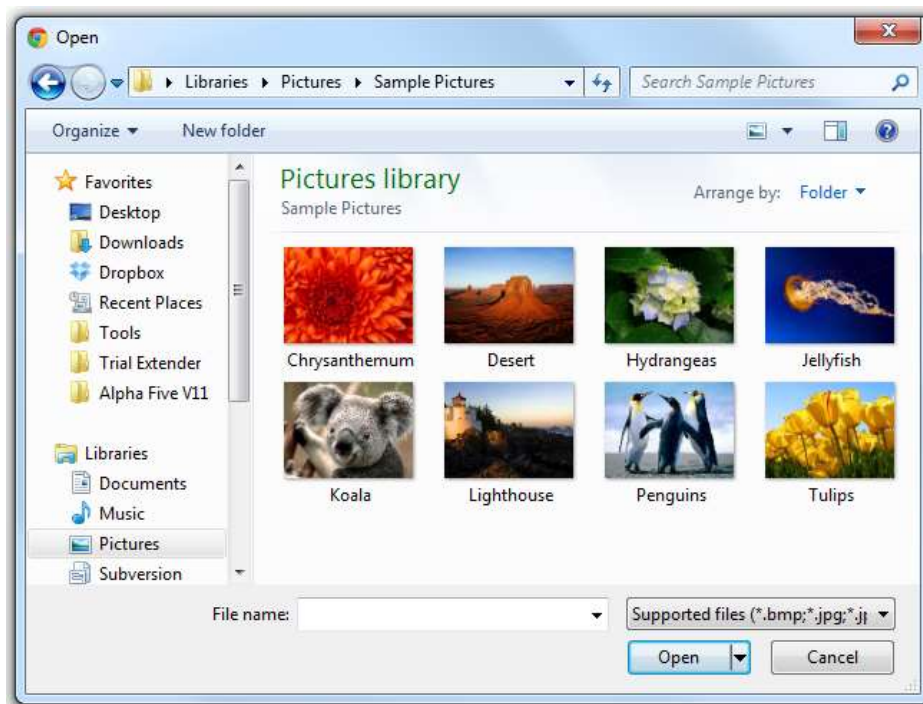 Open
Libraries Pictures Sample Pictures
Search Sample Pictures
Organize New folder
Favorites
Desktop
Downloads
Dropbox
Recent Places
Tools
Trial Extender
Alpha Five V11
Libraries
Documents
Music
Pictures
Subversion
Pictures library
Sample Pictures
Arrange by: Folder
Chrysanthemum Desert Hydrangeas Jellyfish
Koala Lighthouse Penguins Tulips
File name:
Supported files (*.bmp;*.jpg;*.j
Open Cancel